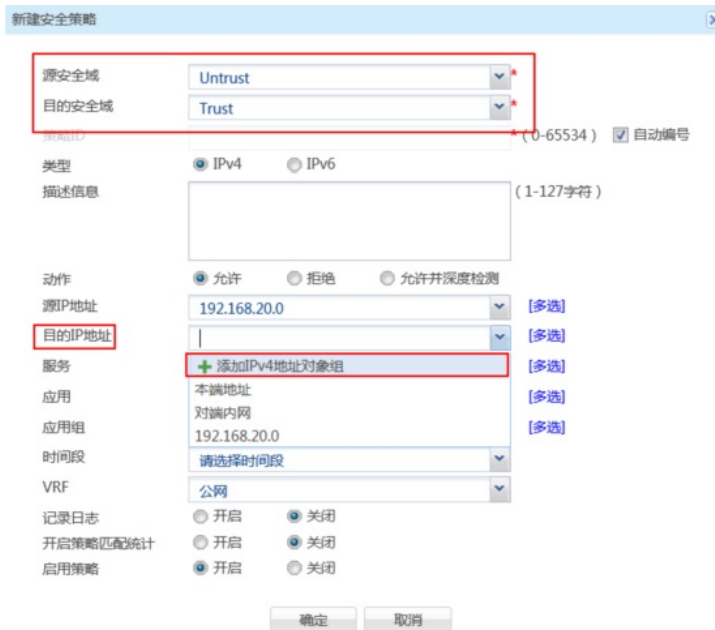 新建安全策略
源安全域 Untrust *
目的安全域 Trust *
策略ID * (0-65534) 自动编号
类型 IPv4 IPv6
描述信息 (1-127字符)
动作 允许 拒绝 允许并深度检测
源IP地址 192.168.20.0 [多选]
目的IP地址 [多选]
服务 添加IPv4地址对象组 [多选]
应用 本端地址 [多选]
对端内网
应用组 192.168.20.0 [多选]
时间段 请选择时间段
VRF 公网
记录日志 开启 关闭
开启策略匹配统计 开启 关闭
启用策略 开启 关闭
确定 取消